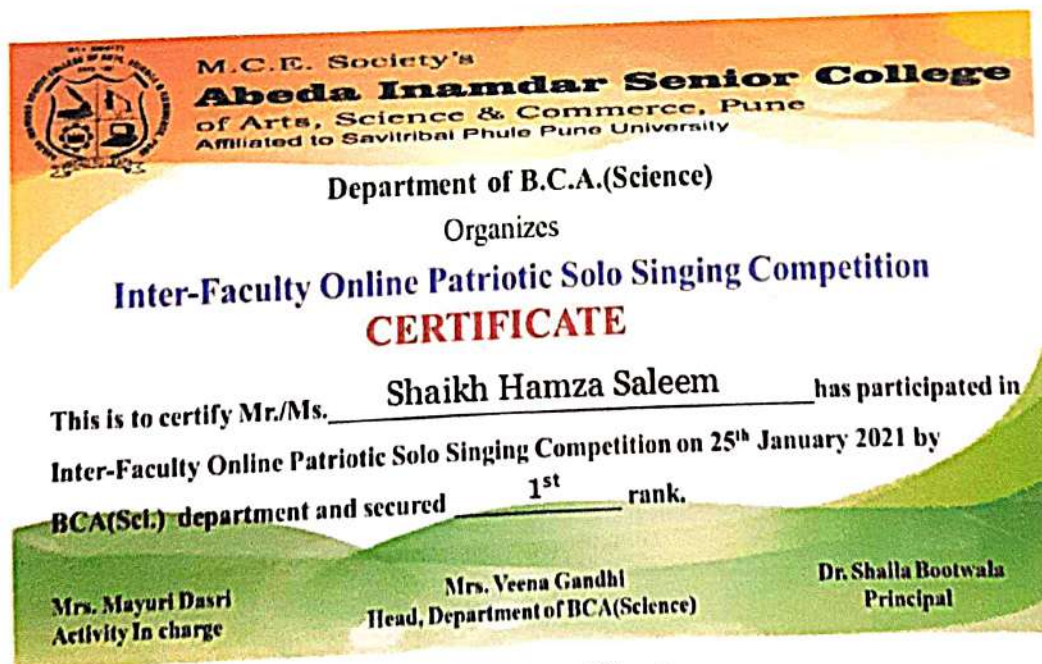 M.C.E. Society's
Abeda Inamdar Senior College
of Arts, Science & Commerce, Pune
Affiliated to Savitribai Phule Pune University
Department of B.C.A.(Science)
Organizes
Inter-Faculty Online Patriotic Solo Singing Competition
CERTIFICATE
This is to certify Mr./Ms. Shaikh Hamza Saleem has participated in
Inter-Faculty Online Patriotic Solo Singing Competition on 25th January 2021 by
BCA(Sci.) department and secured 1st rank.
Mrs. Mayuri Dasri
Activity In charge
Mrs. Veena Gandhi
Head, Department of BCA(Science)
Dr. Shaila Bootwala
Principal